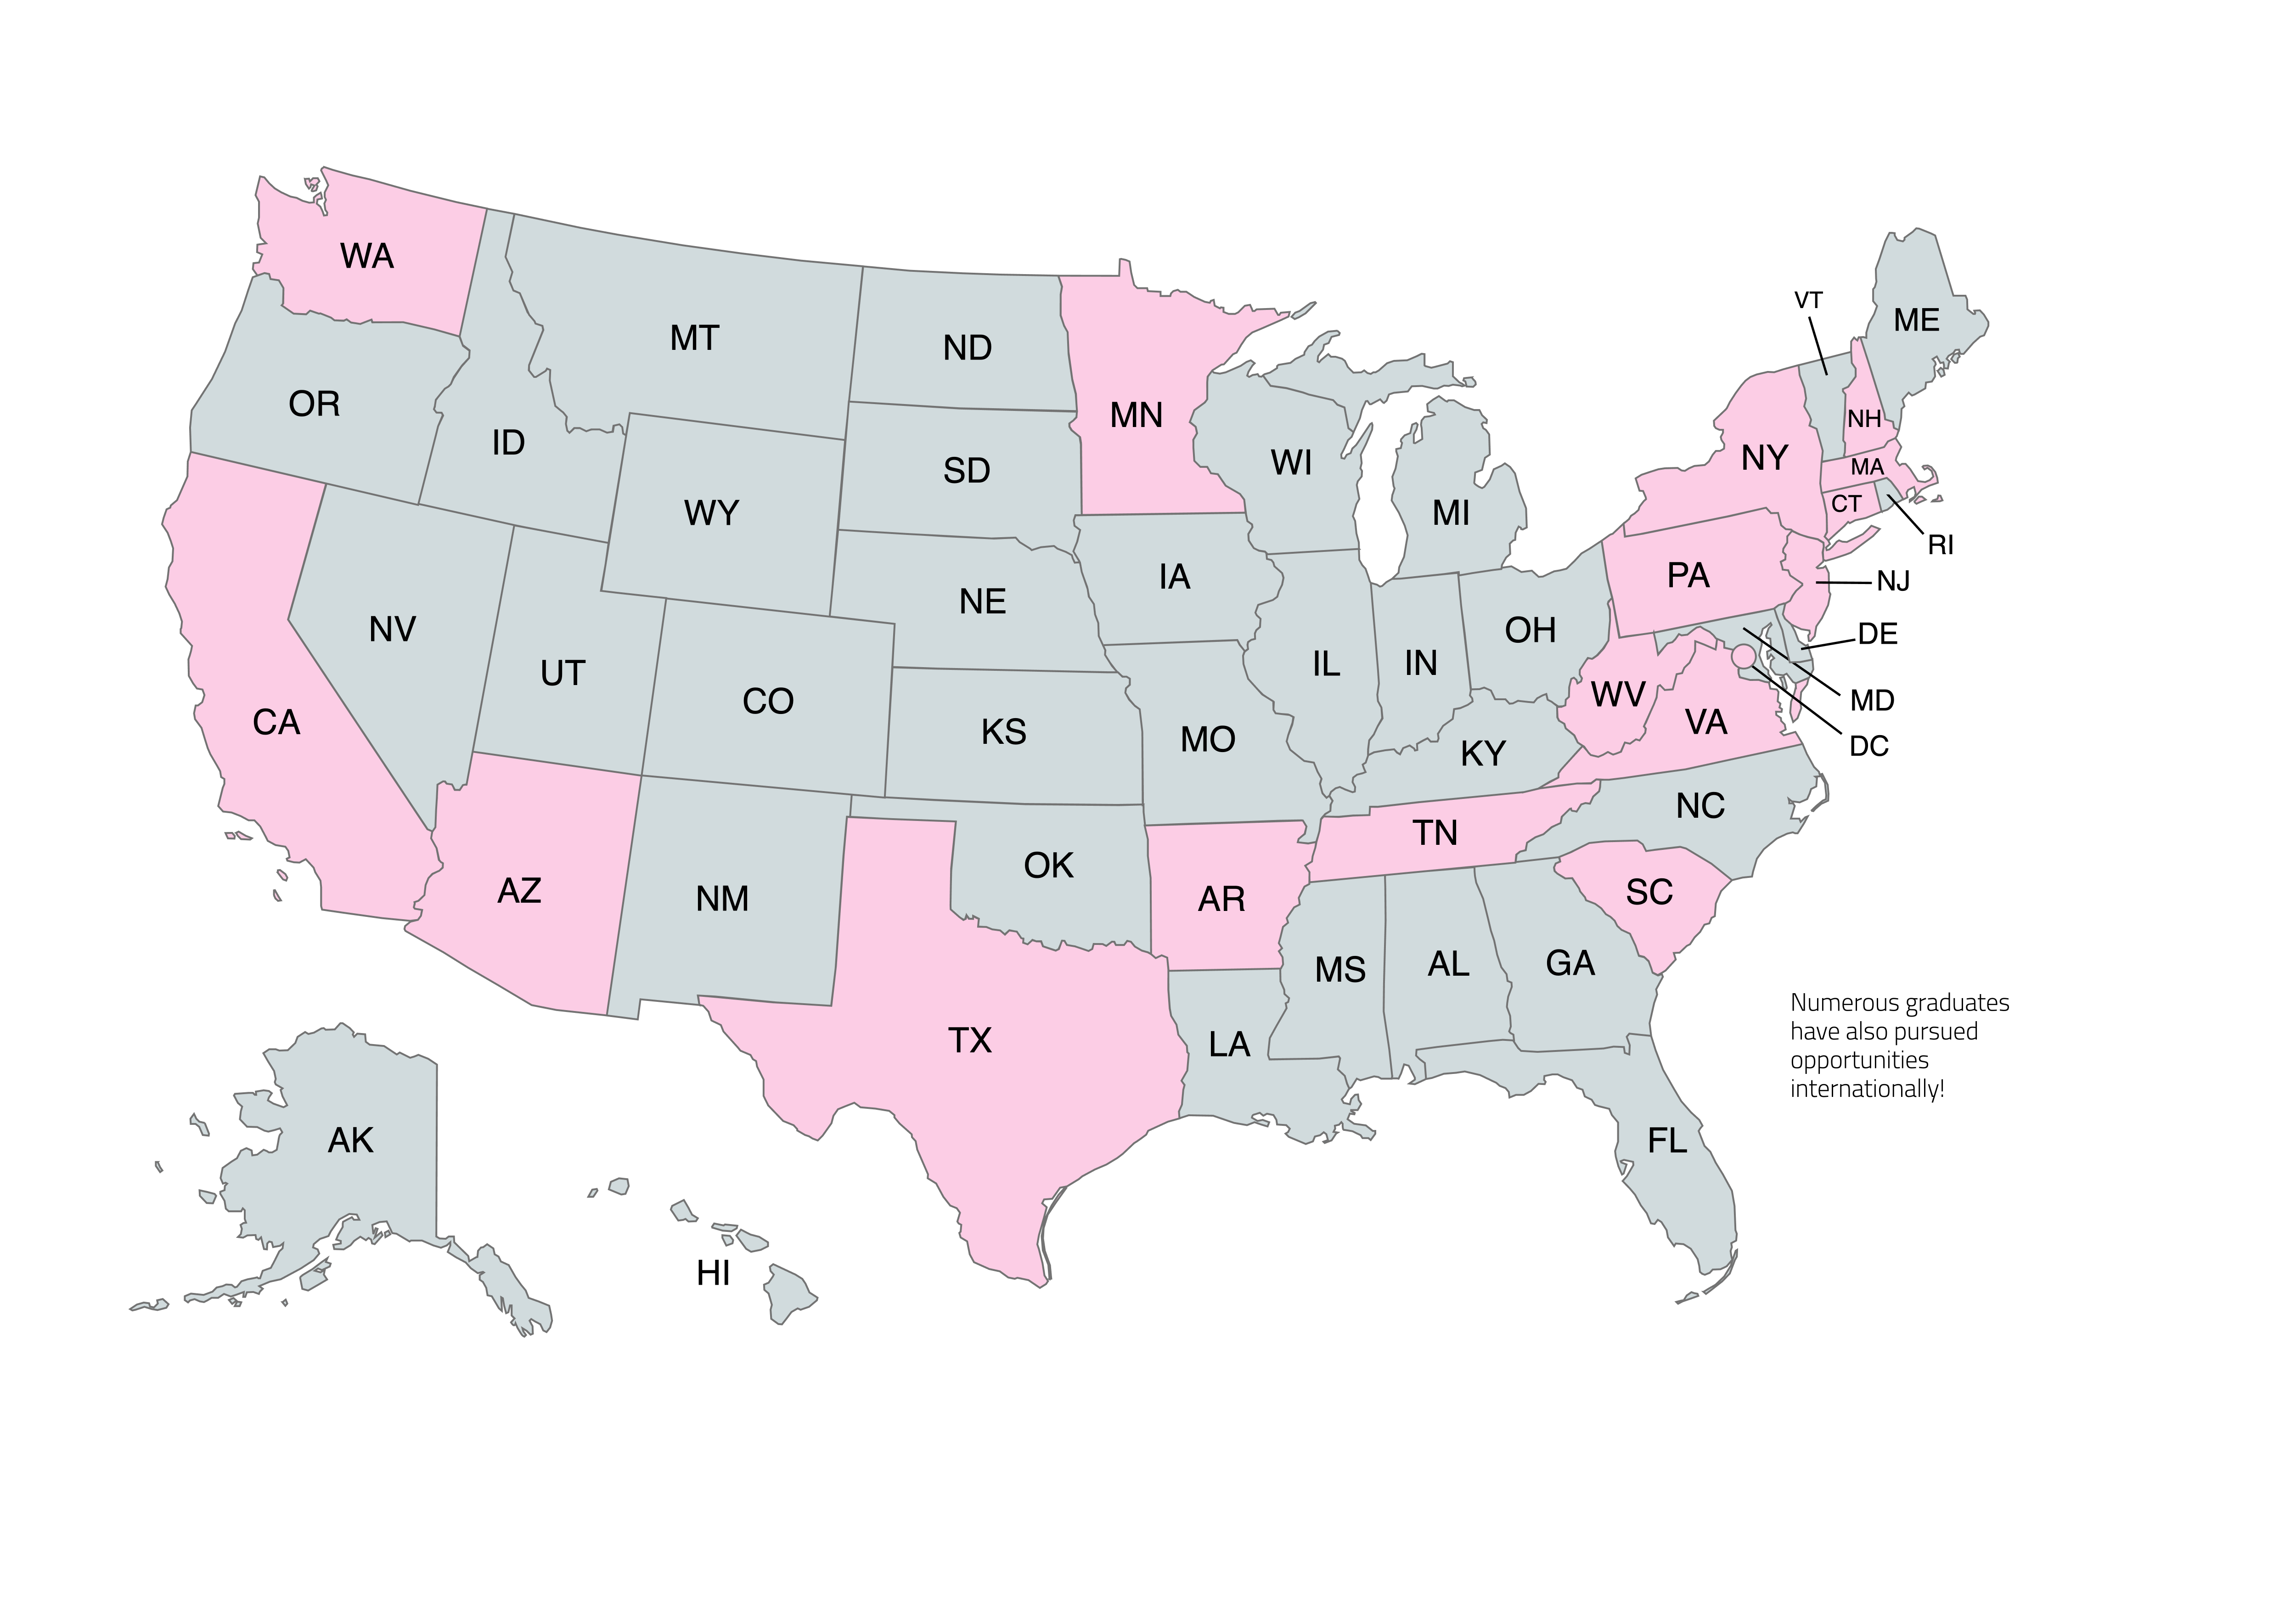 WA
VT
ME
MT
ND
OR
MN
NH
ID
NY
WI
MA
SD
CT
WY
MI
RI
IA
PA
NJ
NE
NV
OH
DE
UT
IL
IN
WV
MD
CO
CA
KS
VA
MO
DC
KY
NC
TN
OK
AZ
NM
AR
SC
MS
AL
GA
TX
LA
Numerous graduates
have also pursued
opportunities
internationally!
AK
FL
HI